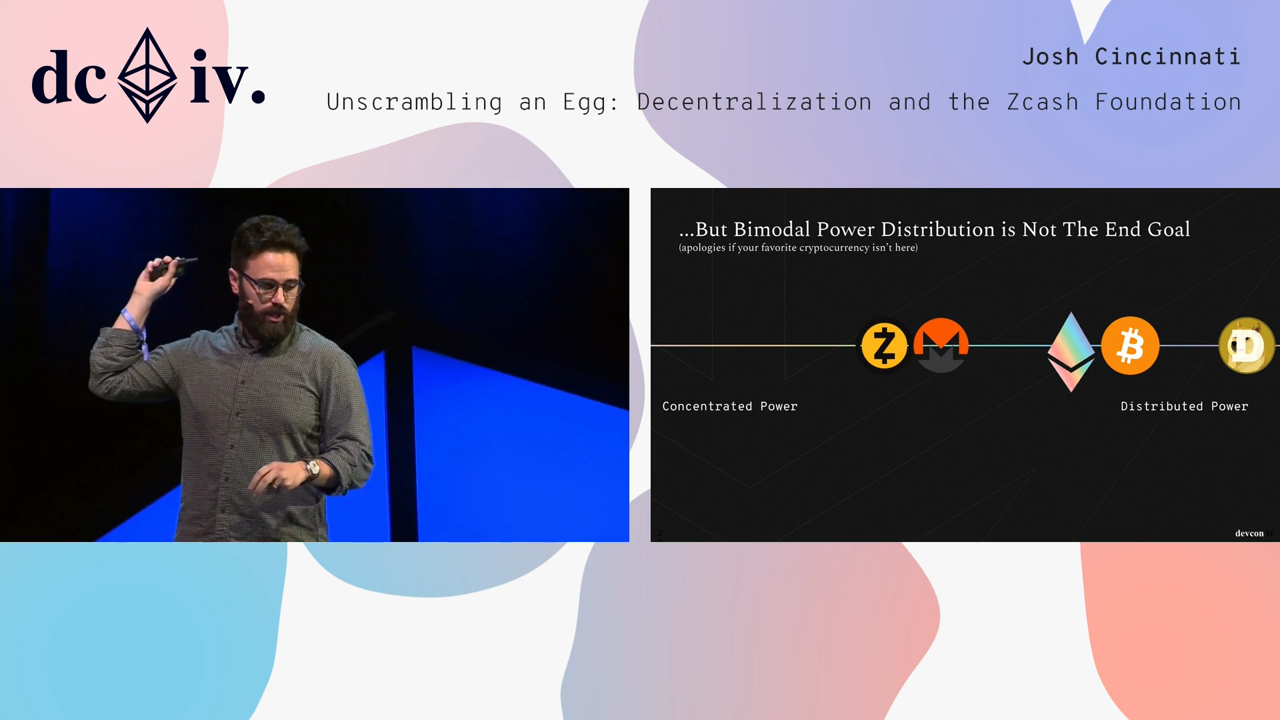 dc iv.
Josh Cincinnati
Unscrambling an Egg: Decentralization and the Zcash Foundation
...But Bimodal Power Distribution is Not The End Goal
(apologies if your favorite cryptocurrency isn't here)
Concentrated Power
Distributed Power
devcon